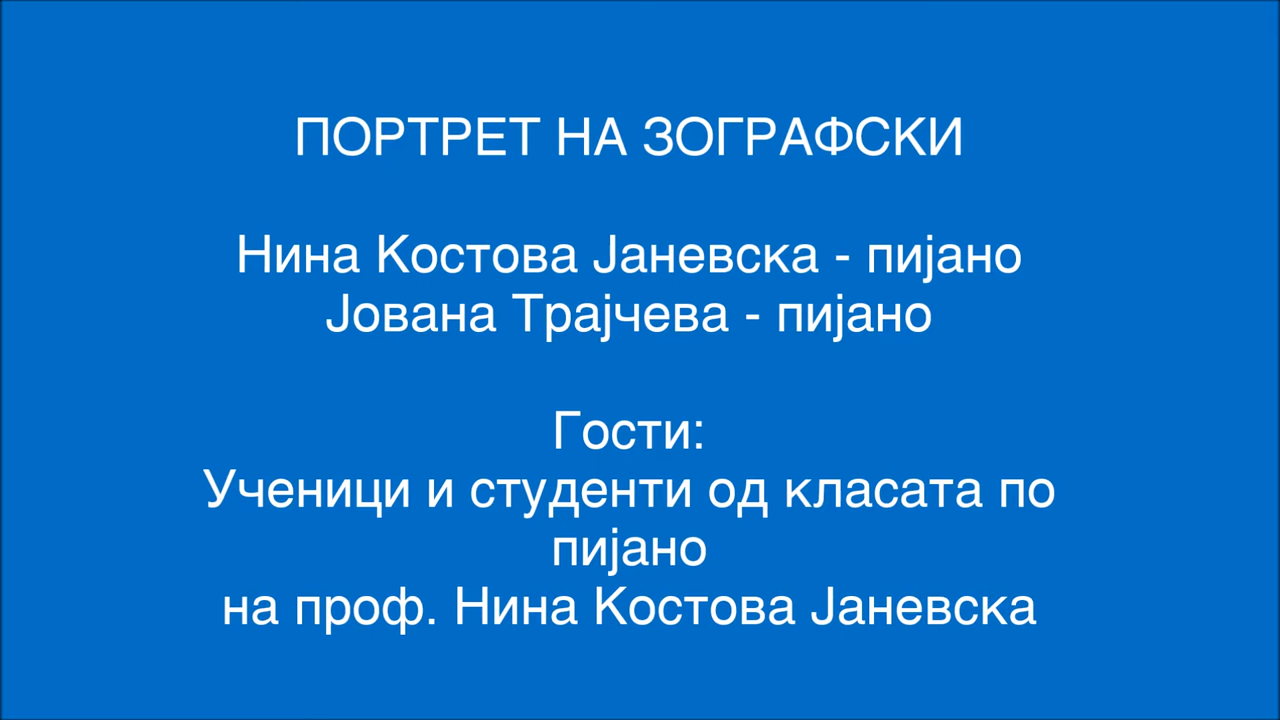 ПОРТРЕТ НА ЗОГРАФСКИ
Нина Костова Јаневска - пијано
Јована Трајчева - пијано
Гости:
Ученици и студенти од класата по
пијано
на проф. Нина Костова Јаневска